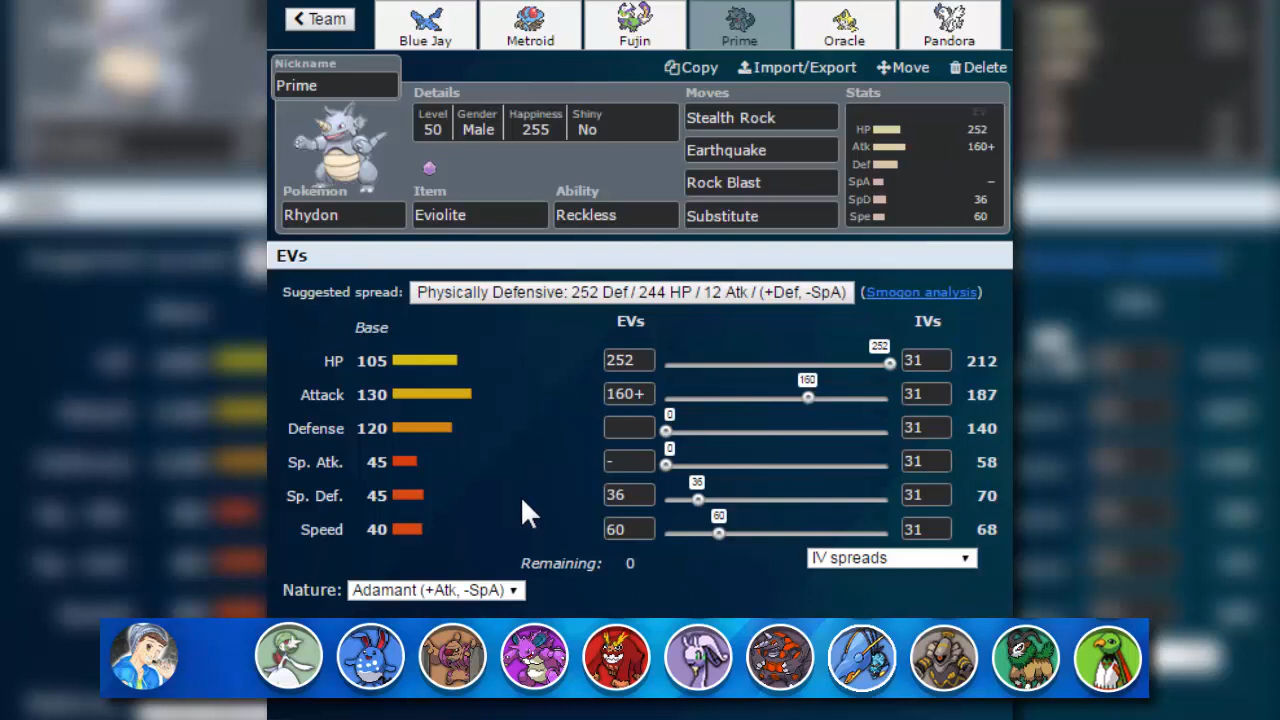 Team
Blue Jay
Metroid
Fujin
Prime
Oracle
Pandora
Copy Import/Export Move Delete
Nickname
Prime
Details
Level Gender Happiness Shiny
50 Male 255 No
Pokémon Item Ability
Rhydon Eviolite Reckless
Moves
Stealth Rock
Earthquake
Rock Blast
Substitute
Stats
EV
HP 252
Atk 160+
Def
SpA –
SpD 36
Spe 60
EVs
Suggested spread: Physically Defensive: 252 Def / 244 HP / 12 Atk / (+Def, -SpA) (Smogon analysis)
Base EVs IVs
HP 105 252 252 31 212
Attack 130 160+ 160 31 187
Defense 120 0 31 140
Sp. Atk. 45 - 0 31 58
Sp. Def. 45 36 36 31 70
Speed 40 60 60 31 68
Remaining: 0 IV spreads
Nature: Adamant (+Atk, -SpA)